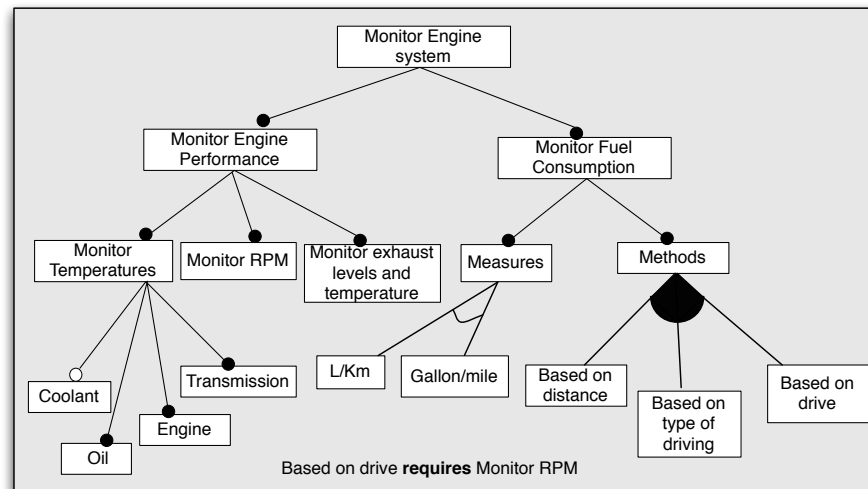 Monitor Engine
system
Monitor Engine
Performance
Monitor Fuel
Consumption
Monitor
Temperatures
Monitor RPM
Monitor exhaust
levels and
temperature
Measures
Methods
L/Km
Gallon/mile
Based on
distance
Based on
type of
driving
Based on
drive
Coolant
Transmission
Engine
Oil
Based on drive requires Monitor RPM